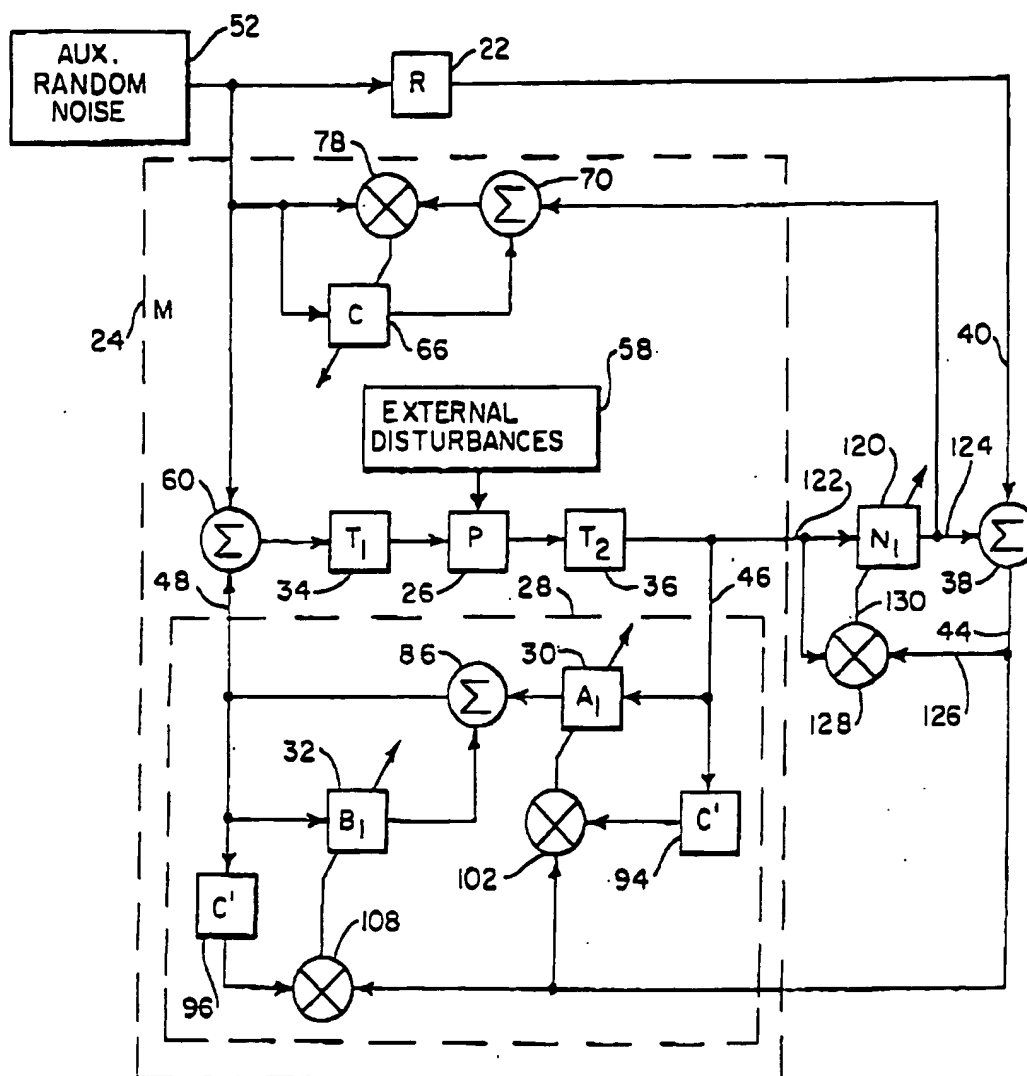 52
AUX.
RANDOM
NOISE
22
R
78
Σ
70
M
24
C
66
40
58
EXTERNAL
DISTURBANCES
60
Σ
T1
P
T2
122
120
124
N1
Σ
38
48
34
26
28
36
46
130
44
86
30
Σ
A1
128
126
32
B1
C'
102
94
C'
108
96